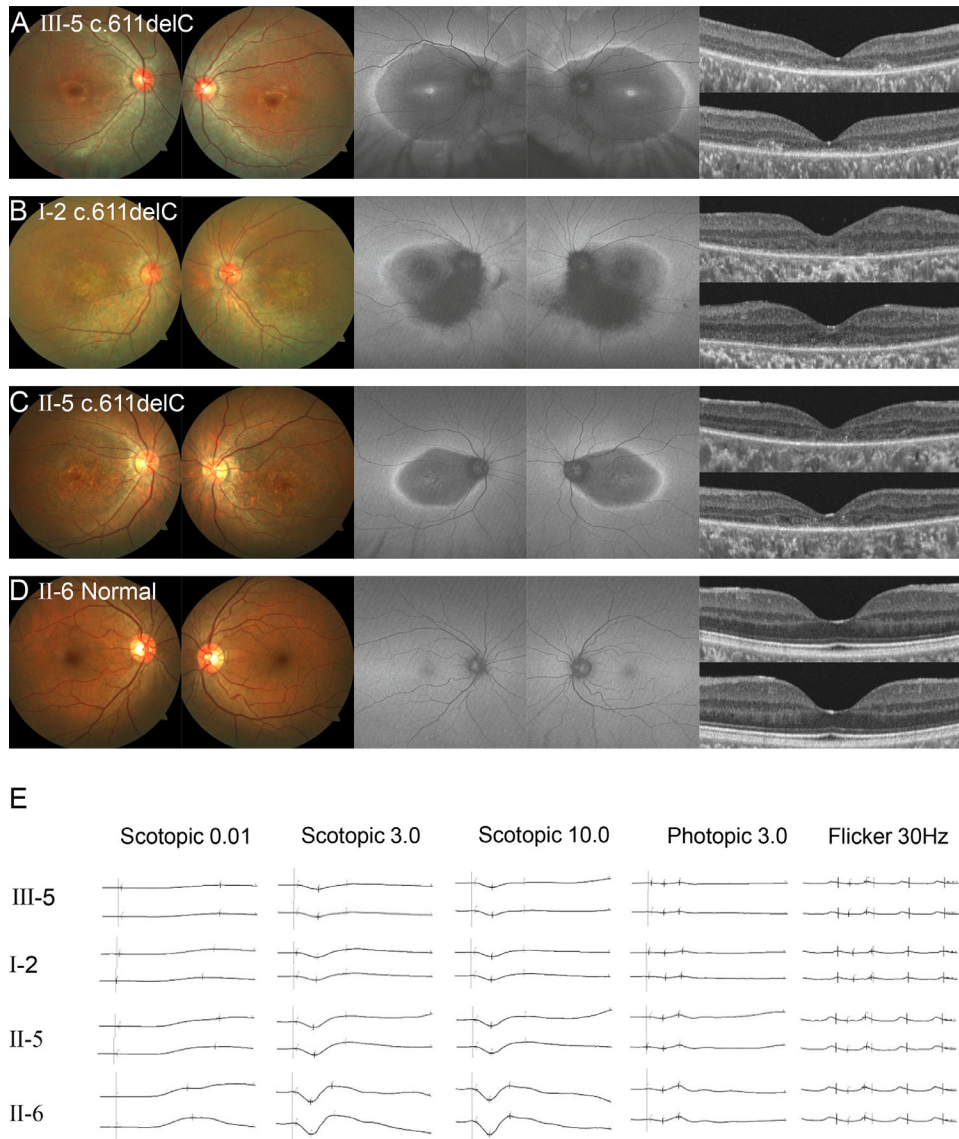 A III-5 c.611delC
B I-2 c.611delC
C II-5 c.611delC
D II-6 Normal
E
Scotopic 0.01 Scotopic 3.0 Scotopic 10.0 Photopic 3.0 Flicker 30Hz
III-5
I-2
II-5
II-6